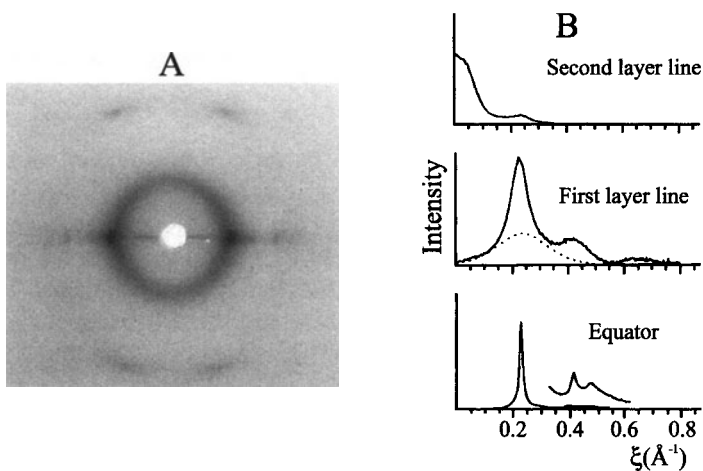 A
B
Second layer line
First layer line
Intensity
Equator
0.2 0.4 0.6 0.8
ξ(Å⁻¹)